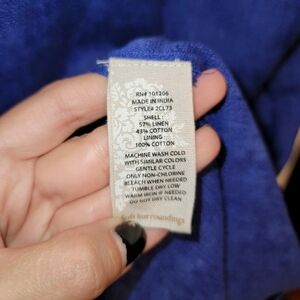 RN# 101206
MADE IN INDIA
STYLE# 2CL73
SHELL:
57% LINEN
43% COTTON
LINING:
100% COTTON
MACHINE WASH COLD
WITH SIMILAR COLORS
GENTLE CYCLE
ONLY NON-CHLORINE
BLEACH WHEN NEEDED
TUMBLE DRY LOW
WARM IRON IF NEEDED
DO NOT DRY CLEAN
Soft Surroundings